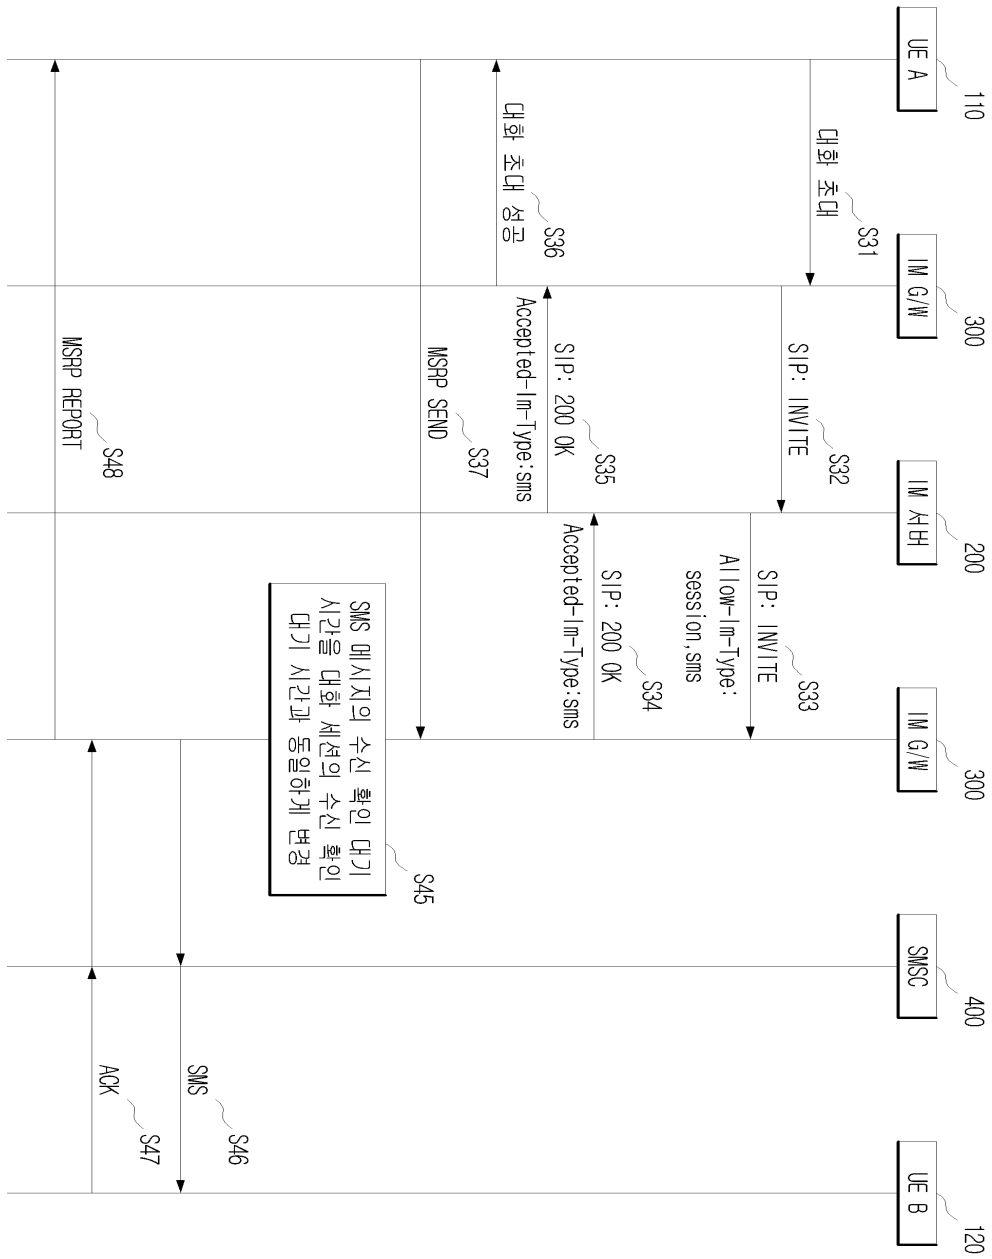 UE A
110
IM G/W
300
IM 서버
200
IM G/W
300
SMSC
400
UE B
120
대화 초대
S31
SIP: INVITE
S32
SIP: INVITE
Allow-Im-Type:
session,sms
S33
SIP: 200 OK
Accepted-Im-Type:sms
S34
SIP: 200 OK
Accepted-Im-Type:sms
S35
대화 초대 성공
S36
MSRP SEND
S37
SMS 메시지의 수신 확인 대기
시간을 대화 세션의 수신 확인
대기 시간과 동일하게 변경
S45
SMS
S46
ACK
S47
MSRP REPORT
S48